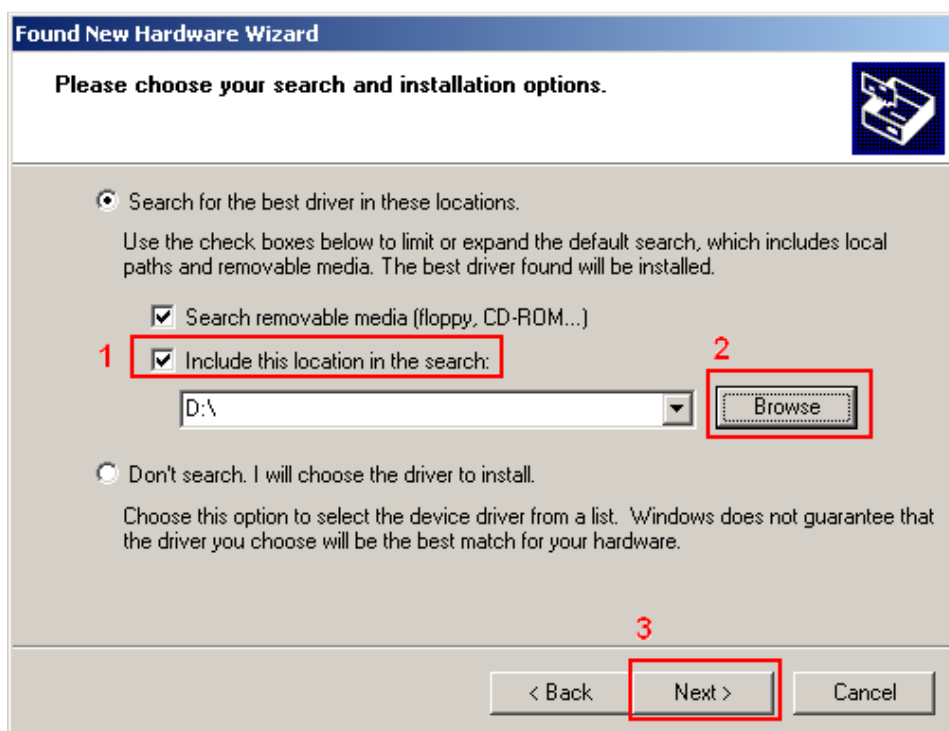 Found New Hardware Wizard
Please choose your search and installation options.
Search for the best driver in these locations.
Use the check boxes below to limit or expand the default search, which includes local
paths and removable media. The best driver found will be installed.
Search removable media (floppy, CD-ROM...)
1 Include this location in the search:
2
D:\ Browse
Don't search. I will choose the driver to install.
Choose this option to select the device driver from a list. Windows does not guarantee that
the driver you choose will be the best match for your hardware.
3
< Back Next > Cancel